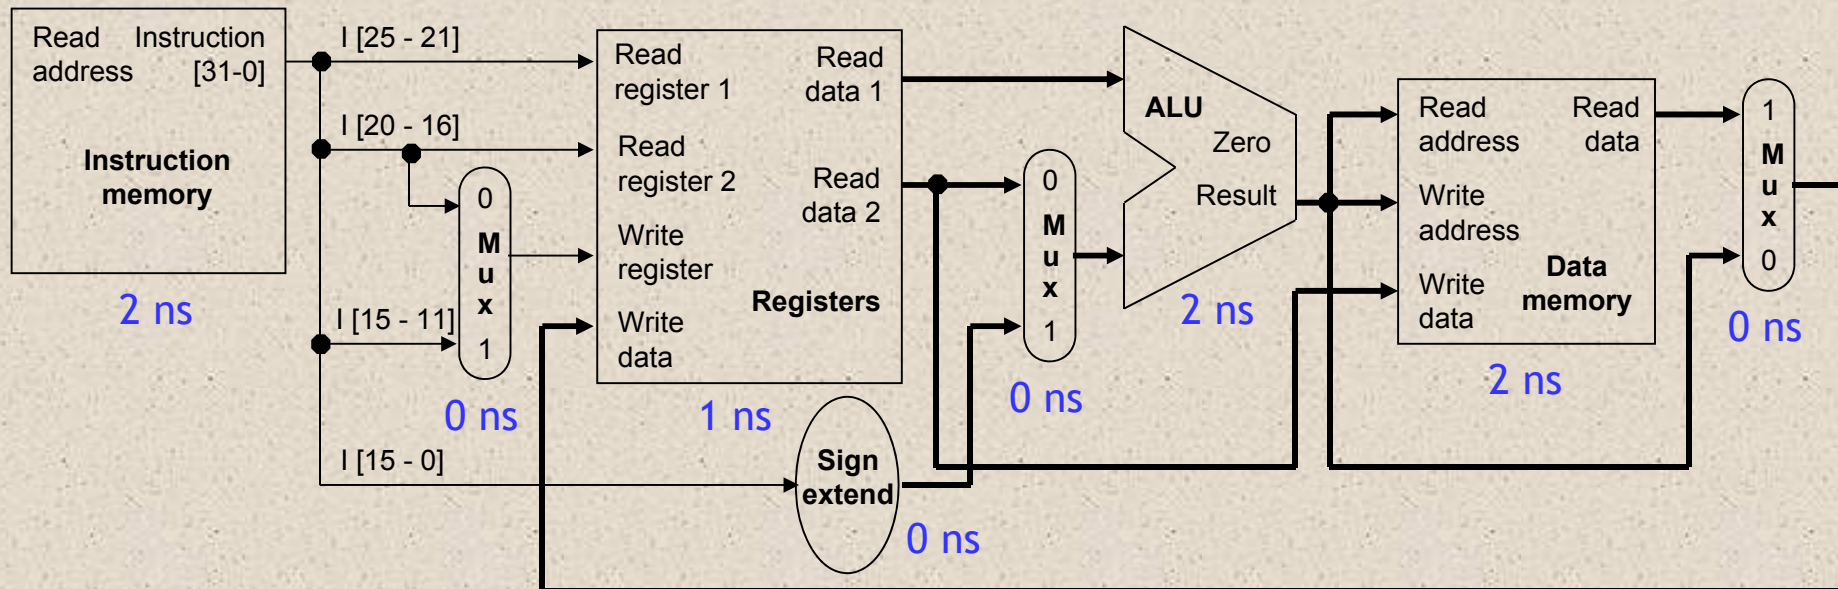 Read Instruction
address [31-0]
Instruction
memory
2 ns
I [25 - 21]
I [20 - 16]
I [15 - 11]
I [15 - 0]
0
M
u
x
1
0 ns
Read
register 1
Read
data 1
Read
register 2
Read
data 2
Write
register
Registers
Write
data
1 ns
Sign
extend
0 ns
0
M
u
x
1
0 ns
ALU
Zero
Result
2 ns
Read
address
Read
data
Write
address
Data
memory
Write
data
2 ns
1
M
u
x
0
0 ns